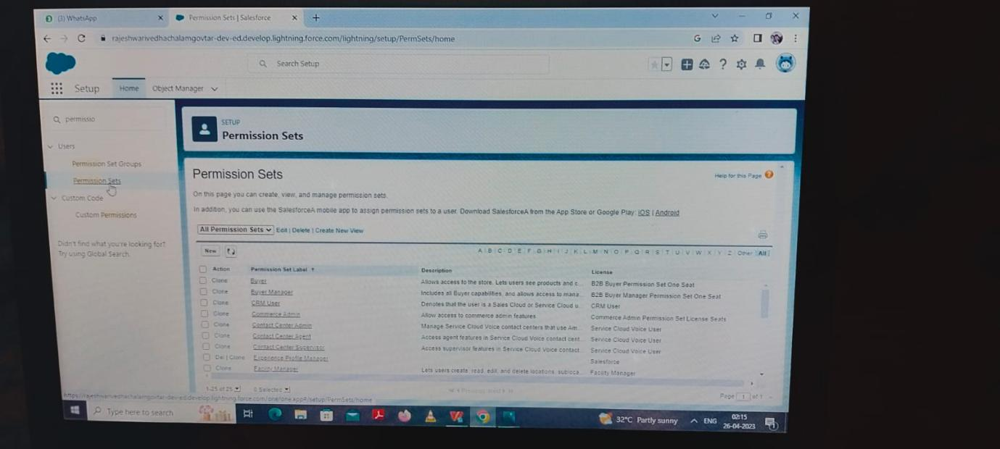 (3) WhatsApp
Permission Sets | Salesforce
rajeshwarivedhachalamgovtar-dev-ed.develop.lightning.force.com/lightning/setup/PermSets/home
Search Setup
Setup Home Object Manager
permissio
Users
Permission Set Groups
Permission Sets
Custom Code
Custom Permissions
Didn't find what you're looking for?
Try using Global Search.
SETUP
Permission Sets
Permission Sets
Help for this Page
On this page you can create, view, and manage permission sets.
In addition, you can use the SalesforceA mobile app to assign permission sets to a user. Download SalesforceA from the App Store or Google Play: iOS | Android
All Permission Sets Edit | Delete | Create New View
New
A | B | C | D | E | F | G | H | I | J | K | L | M | N | O | P | Q | R | S | T | U | V | W | X | Y | Z | Other | All
Action Permission Set Label ↑ Description License
Clone Buyer Allows access to the store. Lets users see products and c... B2B Buyer Permission Set One Seat
Clone Buyer Manager Includes all Buyer capabilities, and allows access to mana... B2B Buyer Manager Permission Set One Seat
Clone CRM User Denotes that the user is a Sales Cloud or Service Cloud u... CRM User
Clone Commerce Admin Allow access to commerce admin features Commerce Admin Permission Set License Seats
Clone Contact Center Admin Manage Service Cloud Voice contact centers that use Am... Service Cloud Voice User
Clone Contact Center Agent Access agent features in Service Cloud Voice contact cent... Service Cloud Voice User
Clone Contact Center Supervisor Access supervisor features in Service Cloud Voice contact... Service Cloud Voice User
Del | Clone Experience Profile Manager Salesforce
Clone Facility Manager Lets users create, read, edit, and delete locations, subloca... Facility Manager
1-25 of 25 0 Selected Previous Next Page 1 of 1
https://rajeshwarivedhachalamgovtar-dev-ed.develop.lightning.force.com/one/one.app#/setup/PermSets/home
Type here to search
32°C Partly sunny ENG
02:15
26-04-2023